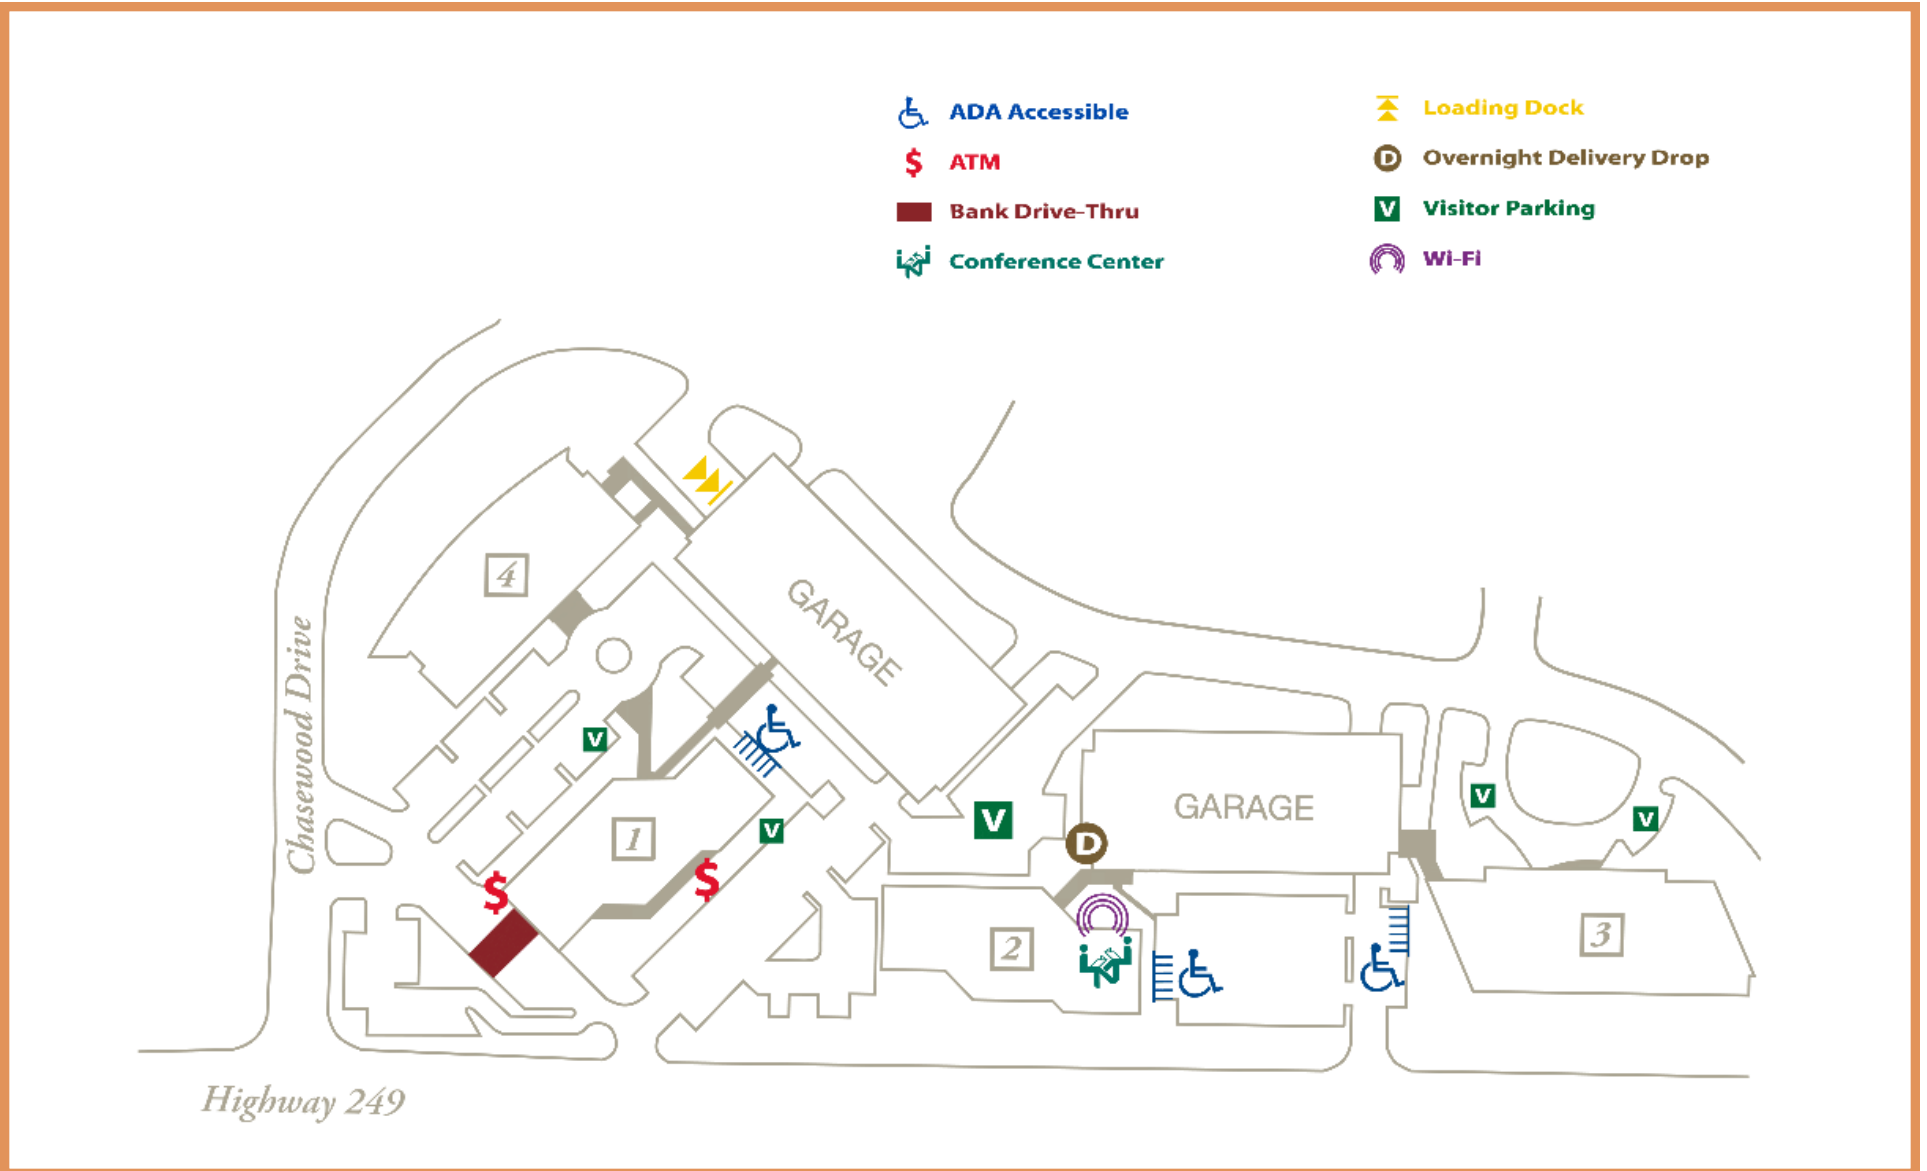 ADA Accessible
$ ATM
Bank Drive-Thru
Conference Center
Loading Dock
D Overnight Delivery Drop
V Visitor Parking
Wi-Fi
4
GARAGE
Chasewood Drive
V
1
V
$
$
V
D
GARAGE
V
V
2
3
Highway 249